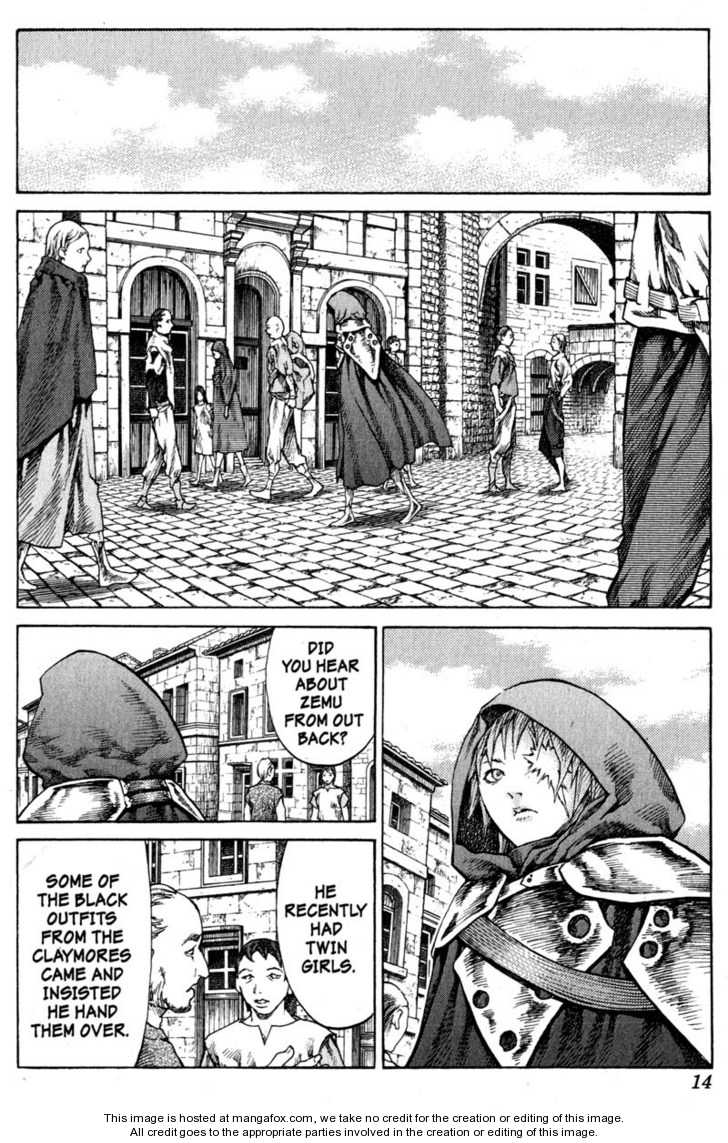 DID
YOU HEAR
ABOUT
ZEMU
FROM OUT
BACK?
HE
RECENTLY
HAD
TWIN
GIRLS.
SOME OF
THE BLACK
OUTFITS
FROM THE
CLAYMORES
CAME AND
INSISTED
HE HAND
THEM OVER.
14
This image is hosted at mangafox.com, we take no credit for the creation or editing of this image.
All credit goes to the appropriate parties involved in the creation or editing of this image.